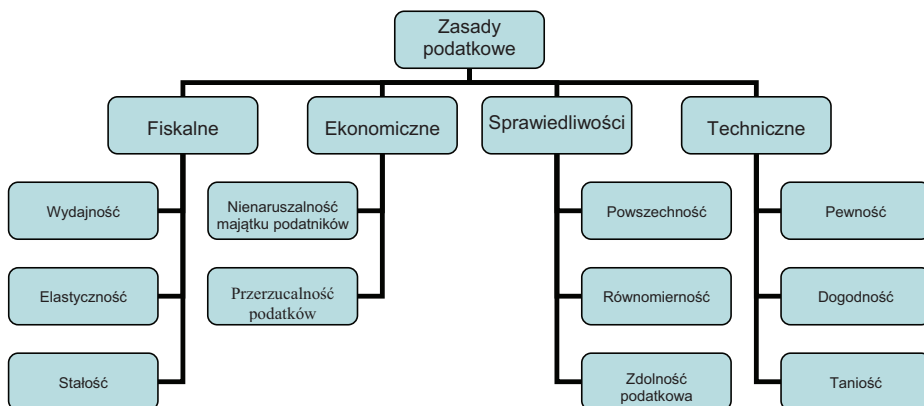 Zasady
podatkowe
Fiskalne
Ekonomiczne
Sprawiedliwości
Techniczne
Wydajność
Nienaruszalność
majątku podatników
Powszechność
Pewność
Elastyczność
Przerzucalność
podatków
Równomierność
Dogodność
Stałość
Zdolność
podatkowa
Taniość